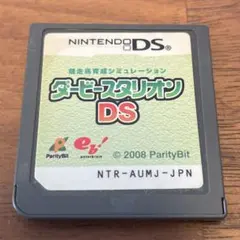 NINTENDO DS
競走馬育成シミュレーション
ダービースタリオン
DS
ParityBit
eb!
© 2008 ParityBit
NTR-AUMJ-JPN